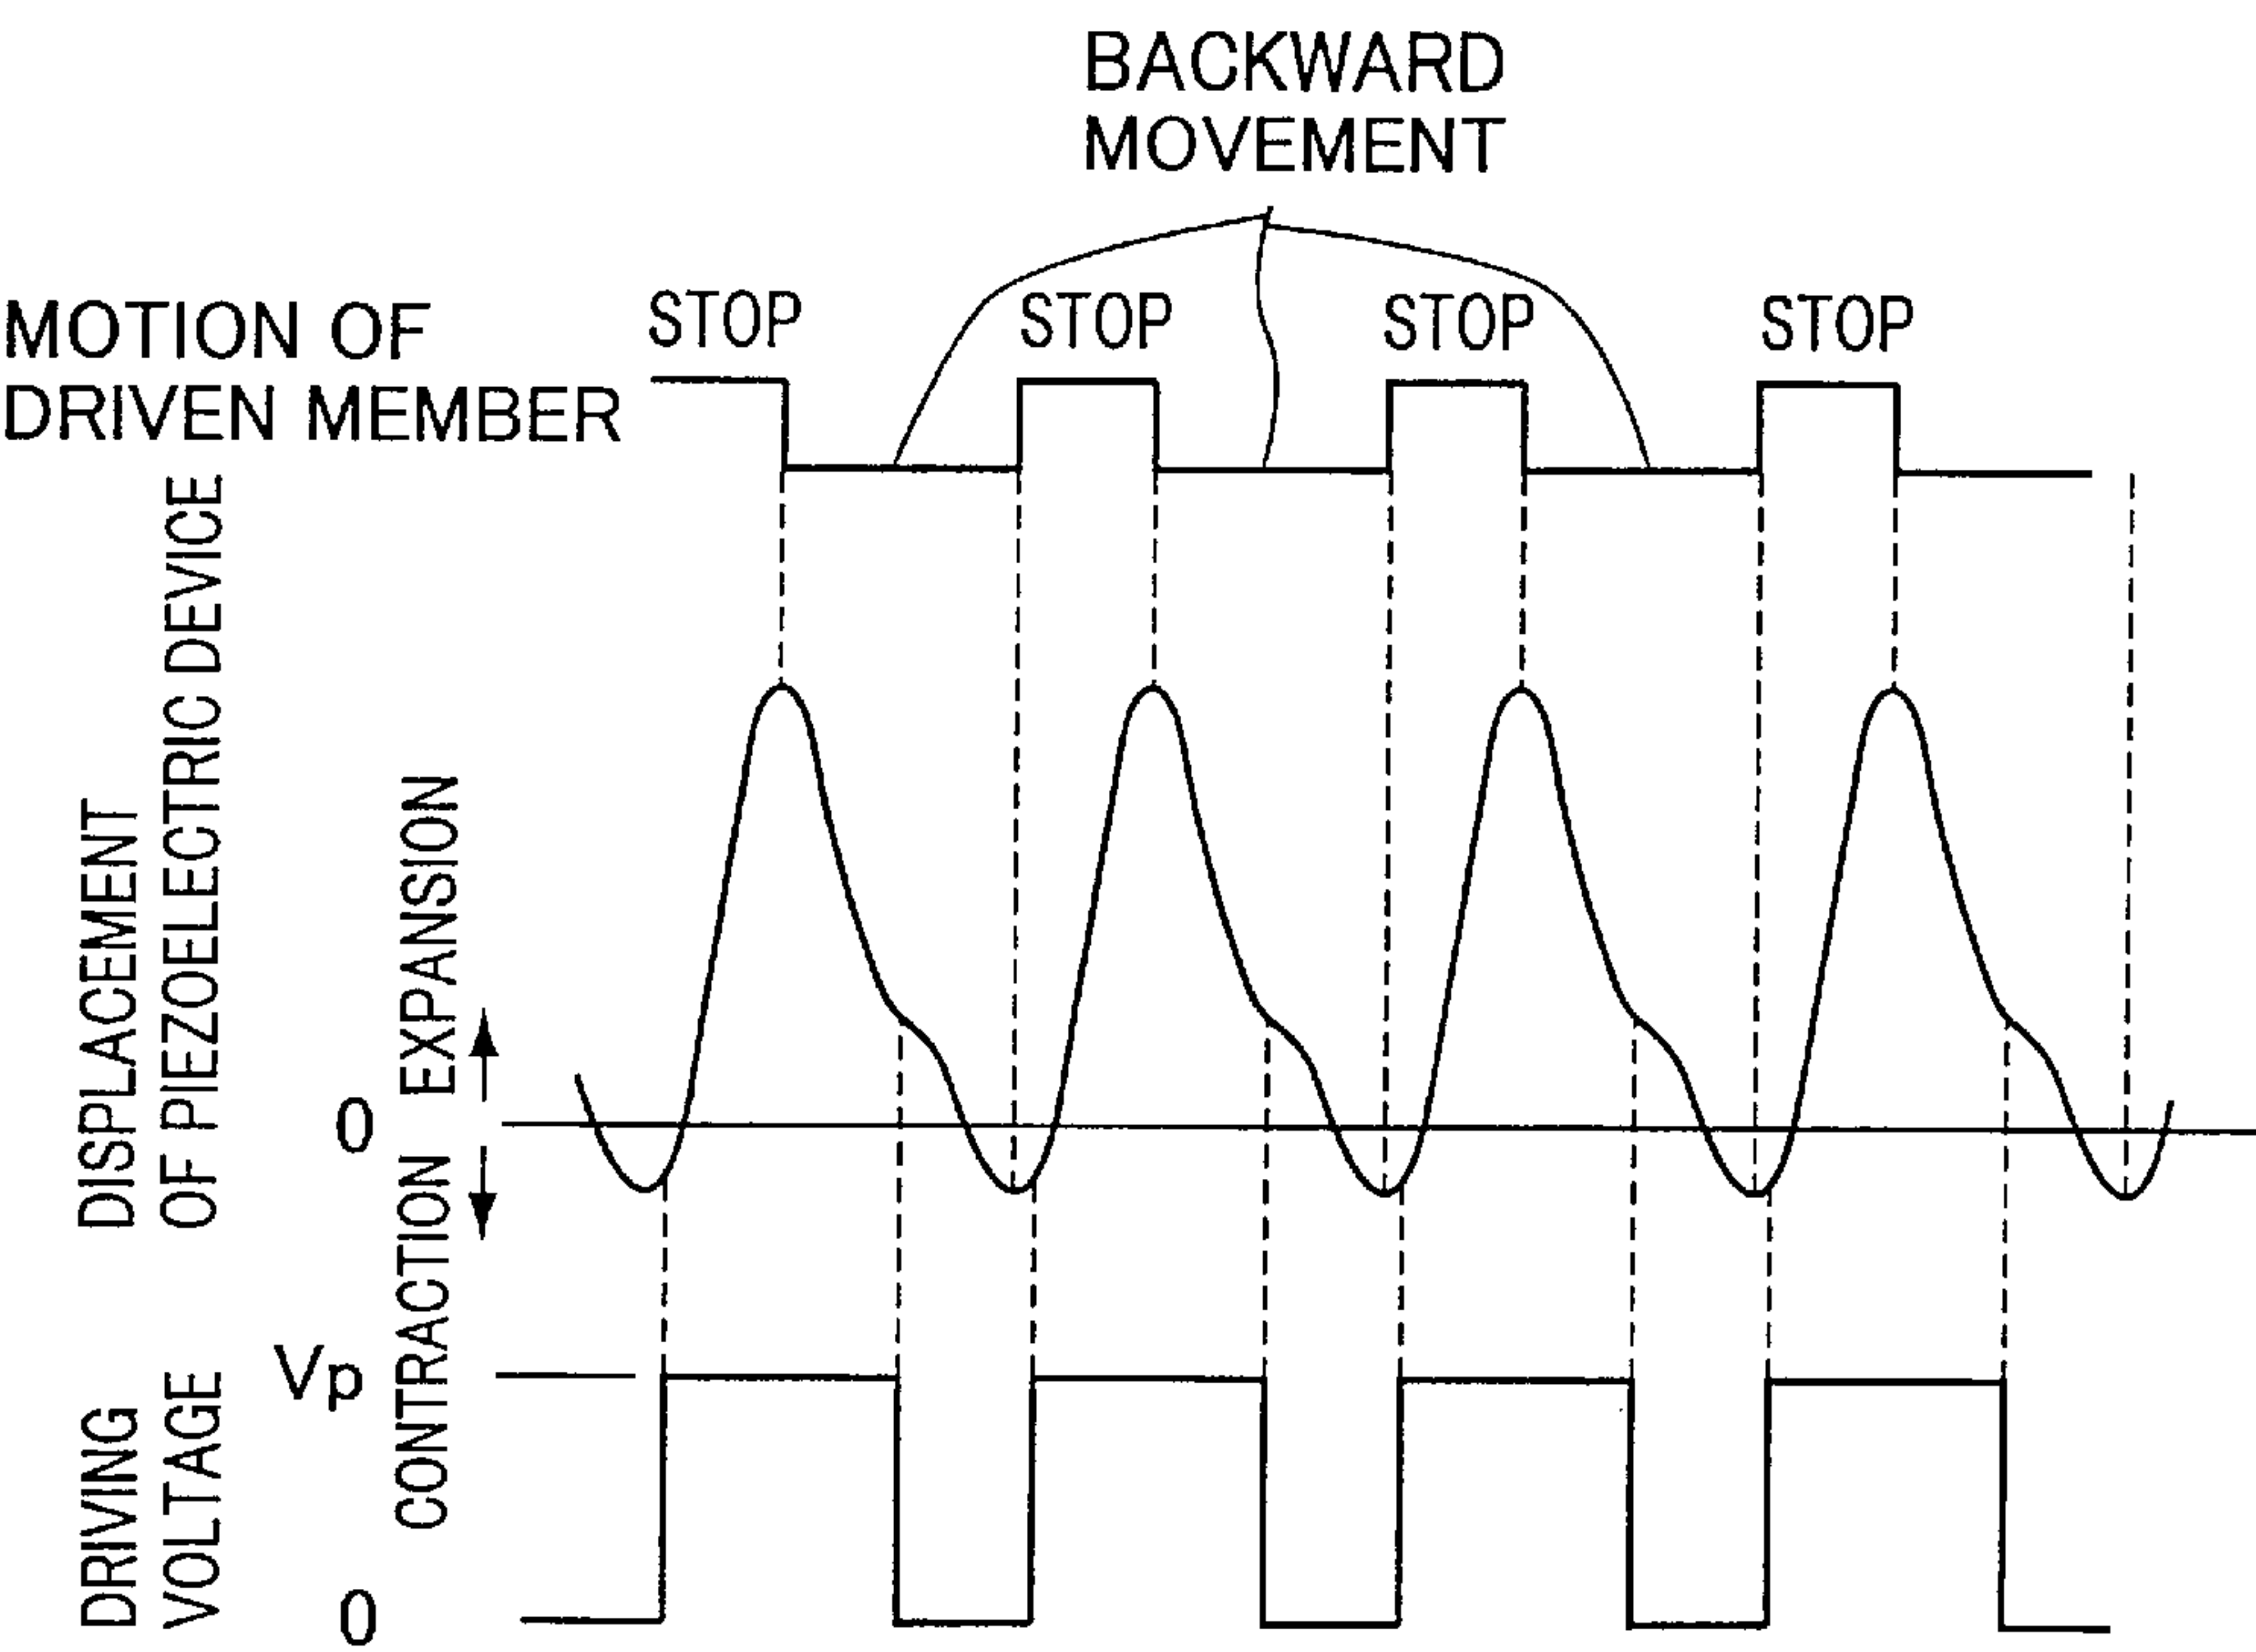 BACKWARD
MOVEMENT
STOP
STOP
STOP
STOP
MOTION OF
DRIVEN MEMBER
DISPLACEMENT
OF PIEZOELECTRIC DEVICE
EXPANSION
CONTRACTION
0
DRIVING
VOLTAGE
Vp
0